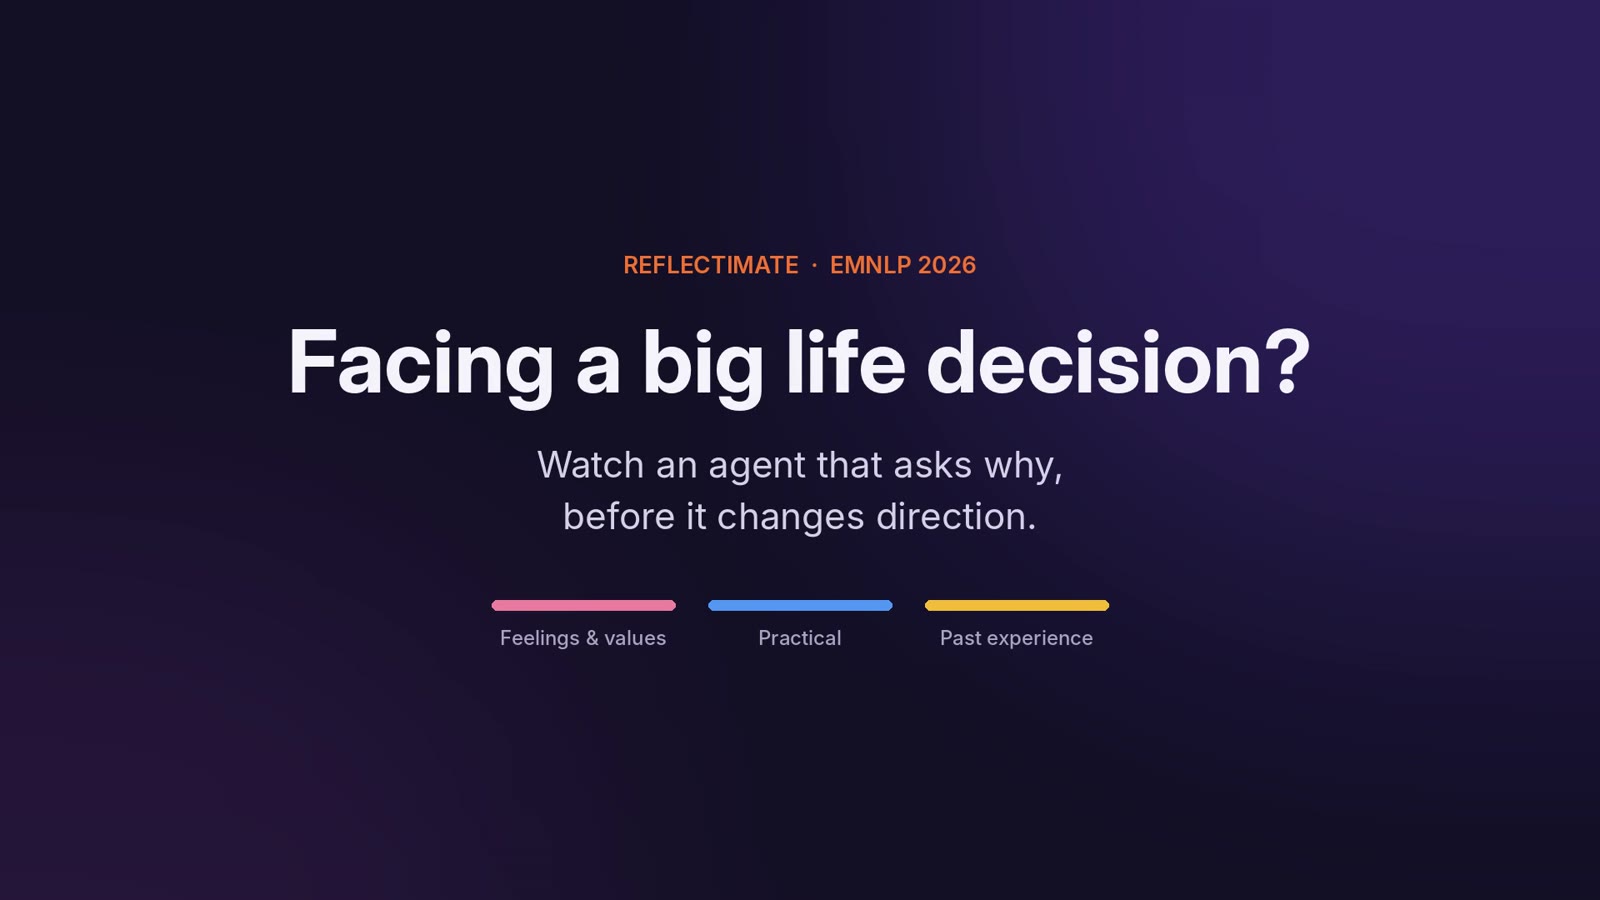 REFLECTIMATE · EMNLP 2026
Facing a big life decision?
Watch an agent that asks why,
before it changes direction.
Feelings & values
Practical
Past experience